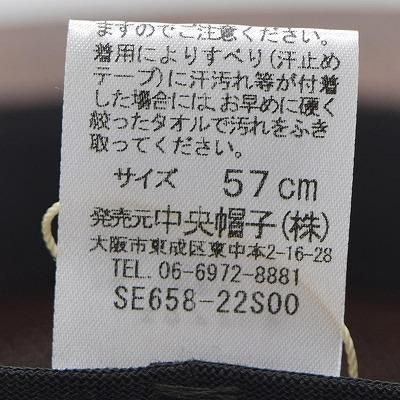 ますのでご注意ください。
着用によりすべり(汗止め
テープ)に汗汚れ等が付着
した場合には、お早めに硬く
絞ったタオルで汚れをふき
取ってください。
サイズ 57cm
発売元 中央帽子(株)
大阪市東成区東中本2-16-28
TEL. 06-6972-8881
SE658-22S00